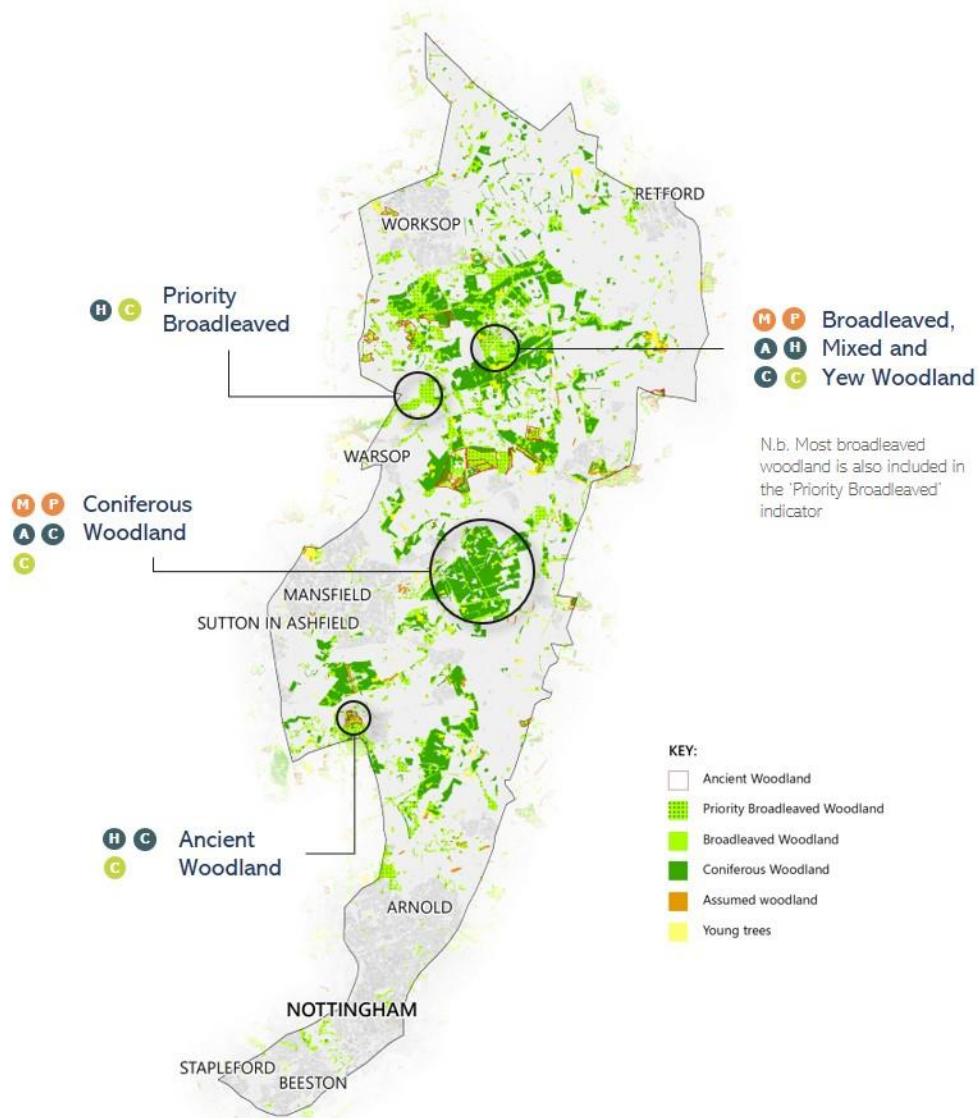 RETFORD
WORKSOP
H C Priority
Broadleaved
M P Broadleaved,
A H Mixed and
C C Yew Woodland
N.b. Most broadleaved
woodland is also included in
the 'Priority Broadleaved'
indicator
WARSOP
M P Coniferous
A C Woodland
C
MANSFIELD
SUTTON IN ASHFIELD
H C Ancient
C Woodland
KEY:
Ancient Woodland
Priority Broadleaved Woodland
Broadleaved Woodland
Coniferous Woodland
Assumed woodland
Young trees
ARNOLD
NOTTINGHAM
STAPLEFORD
BEESTON